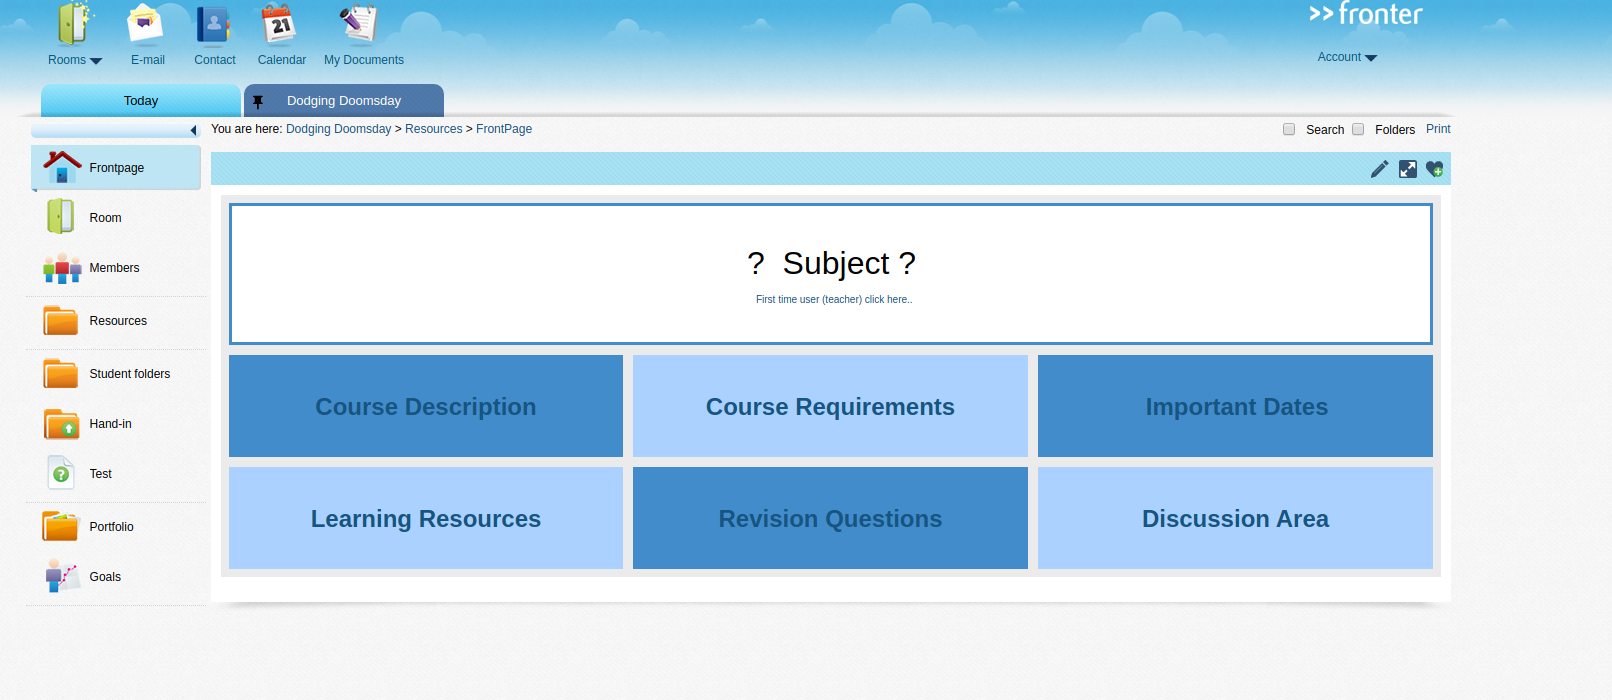 >>fronter
Rooms E-mail Contact Calendar My Documents
21
Account
Today Dodging Doomsday
You are here: Dodging Doomsday > Resources > FrontPage
Search Folders Print
Frontpage
Room
Members
Resources
Student folders
Hand-in
Test
Portfolio
Goals
? Subject ?
First time user (teacher) click here..
Course Description Course Requirements Important Dates
Learning Resources Revision Questions Discussion Area